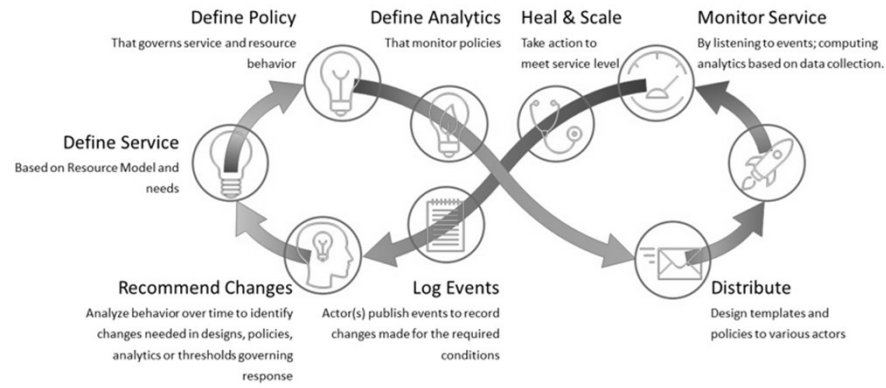 Define Policy
That governs service and resource
behavior
Define Analytics
That monitor policies
Heal & Scale
Take action to
meet service level
Monitor Service
By listening to events; computing
analytics based on data collection.
Define Service
Based on Resource Model and
needs
Recommend Changes
Analyze behavior over time to identify
changes needed in designs, policies,
analytics or thresholds governing
response
Log Events
Actor(s) publish events to record
changes made for the required
conditions
Distribute
Design templates and
policies to various actors